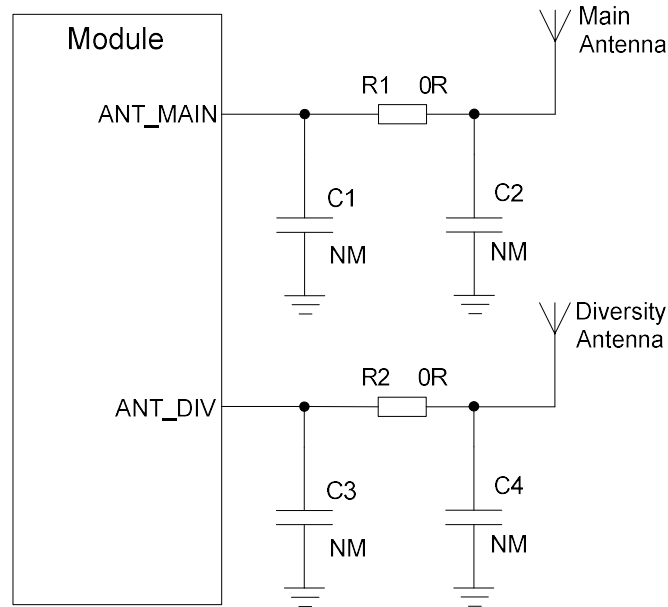 Module
Main
Antenna
R1 0R
ANT_MAIN
C1
C2
NM
NM
Diversity
Antenna
R2 0R
ANT_DIV
C3
C4
NM
NM